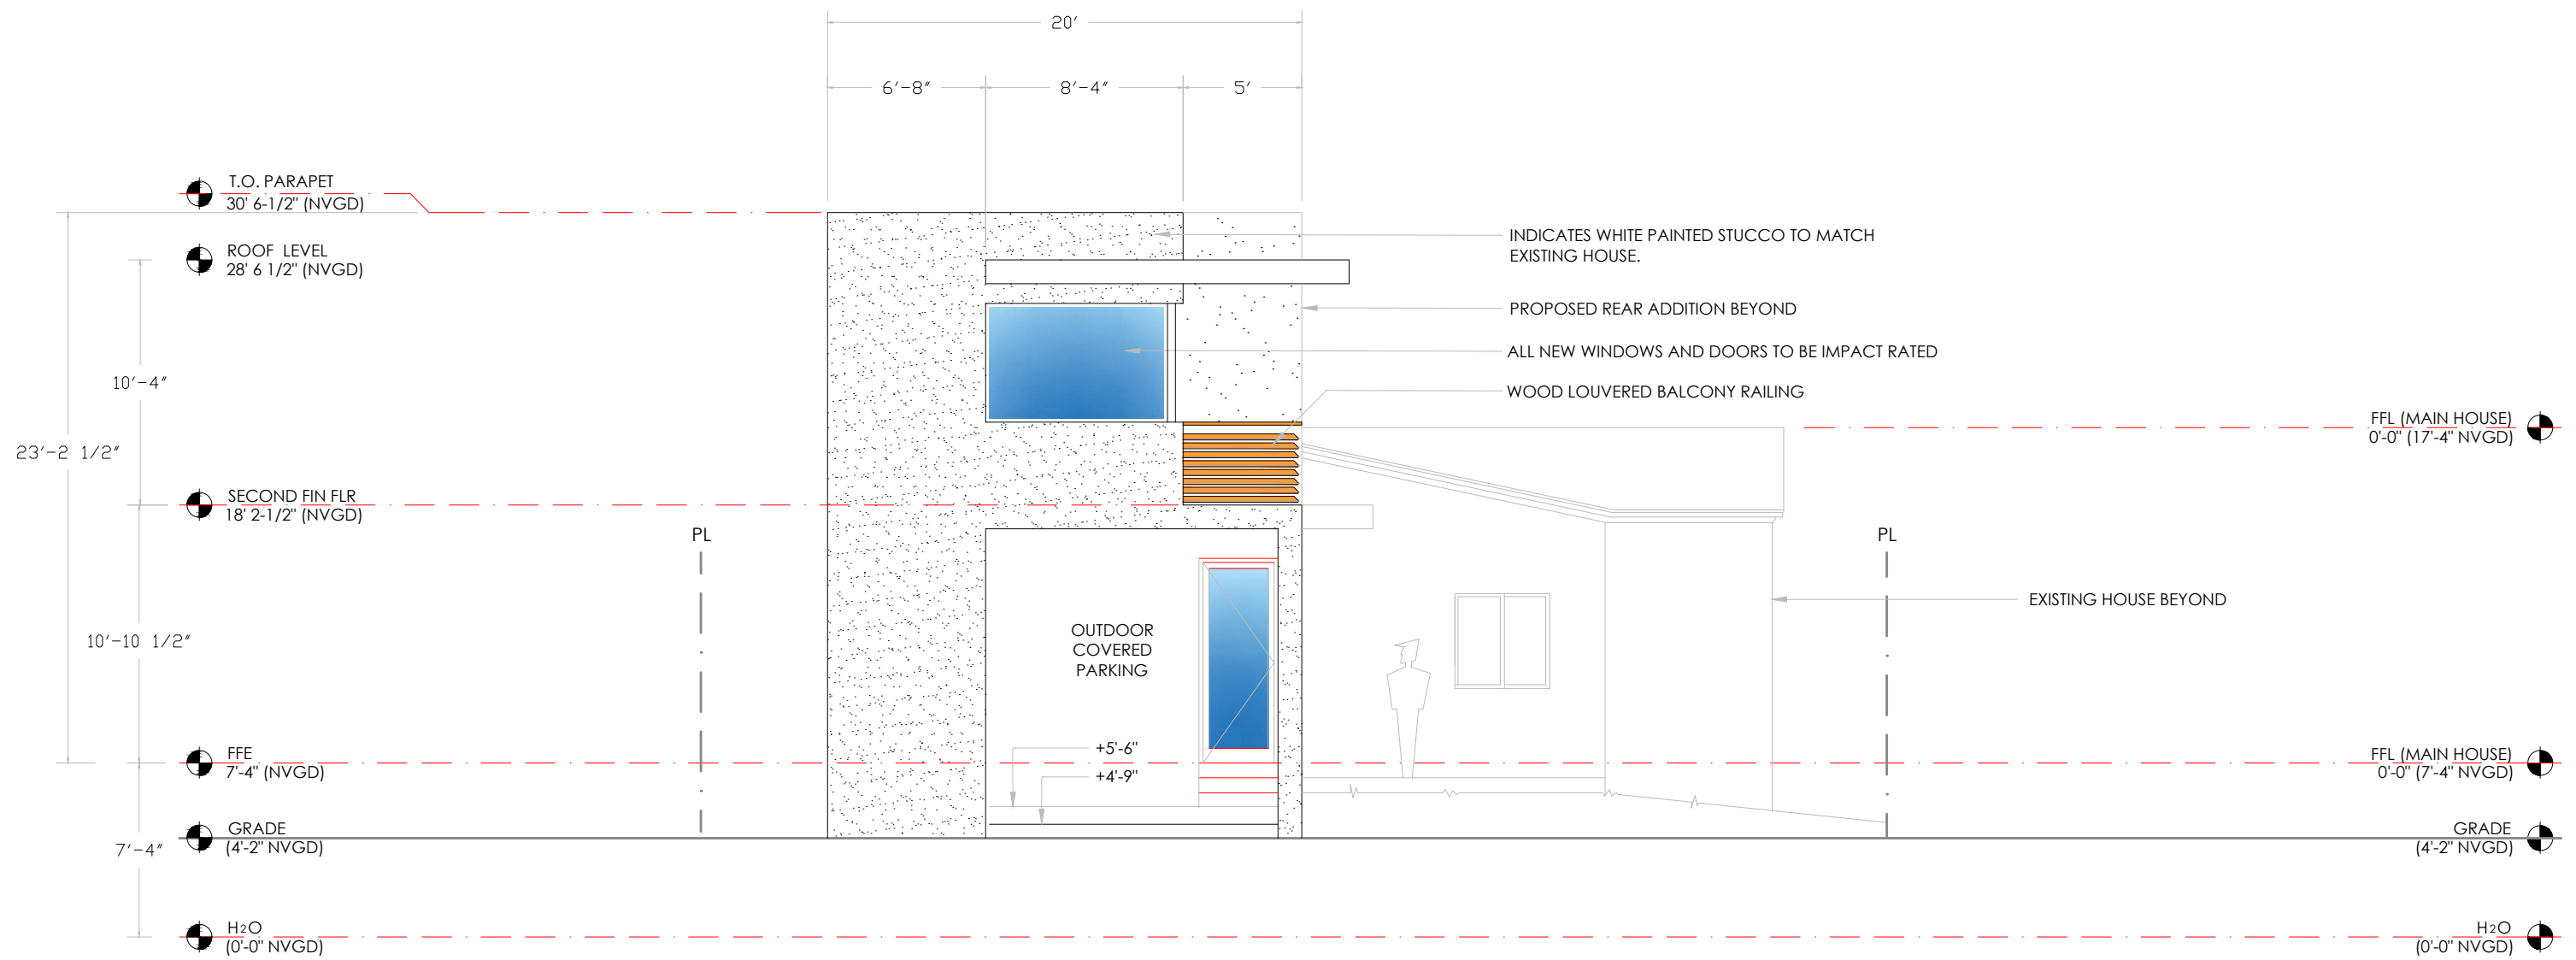 20'
6'-8"
8'-4"
5'
T.O. PARAPET
30' 6-1/2" (NVGD)
ROOF LEVEL
28' 6 1/2" (NVGD)
INDICATES WHITE PAINTED STUCCO TO MATCH
EXISTING HOUSE.
PROPOSED REAR ADDITION BEYOND
ALL NEW WINDOWS AND DOORS TO BE IMPACT RATED
10'-4"
WOOD LOUVERED BALCONY RAILING
FFL (MAIN HOUSE)
0'-0" (17'-4" NVGD)
23'-2 1/2"
SECOND FIN FLR
18' 2-1/2" (NVGD)
PL
PL
EXISTING HOUSE BEYOND
10'-10 1/2"
OUTDOOR
COVERED
PARKING
+5'-6"
+4'-9"
FFE
7'-4" (NVGD)
FFL (MAIN HOUSE)
0'-0" (7'-4" NVGD)
GRADE
(4'-2" NVGD)
GRADE
(4'-2" NVGD)
7'-4"
H2O
(0'-0" NVGD)
H2O
(0'-0" NVGD)